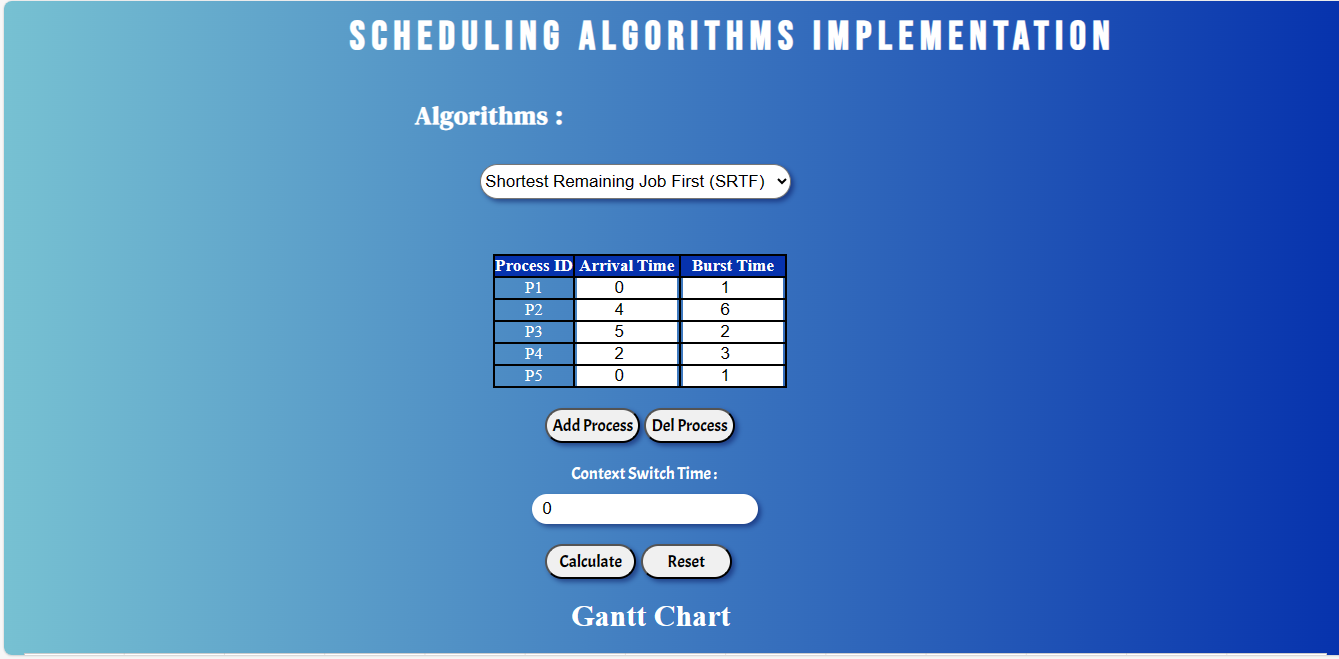 SCHEDULING ALGORITHMS IMPLEMENTATION
Algorithms :
Shortest Remaining Job First (SRTF)
Process ID Arrival Time Burst Time
P1 0 1
P2 4 6
P3 5 2
P4 2 3
P5 0 1
Add Process Del Process
Context Switch Time :
0
Calculate Reset
Gantt Chart